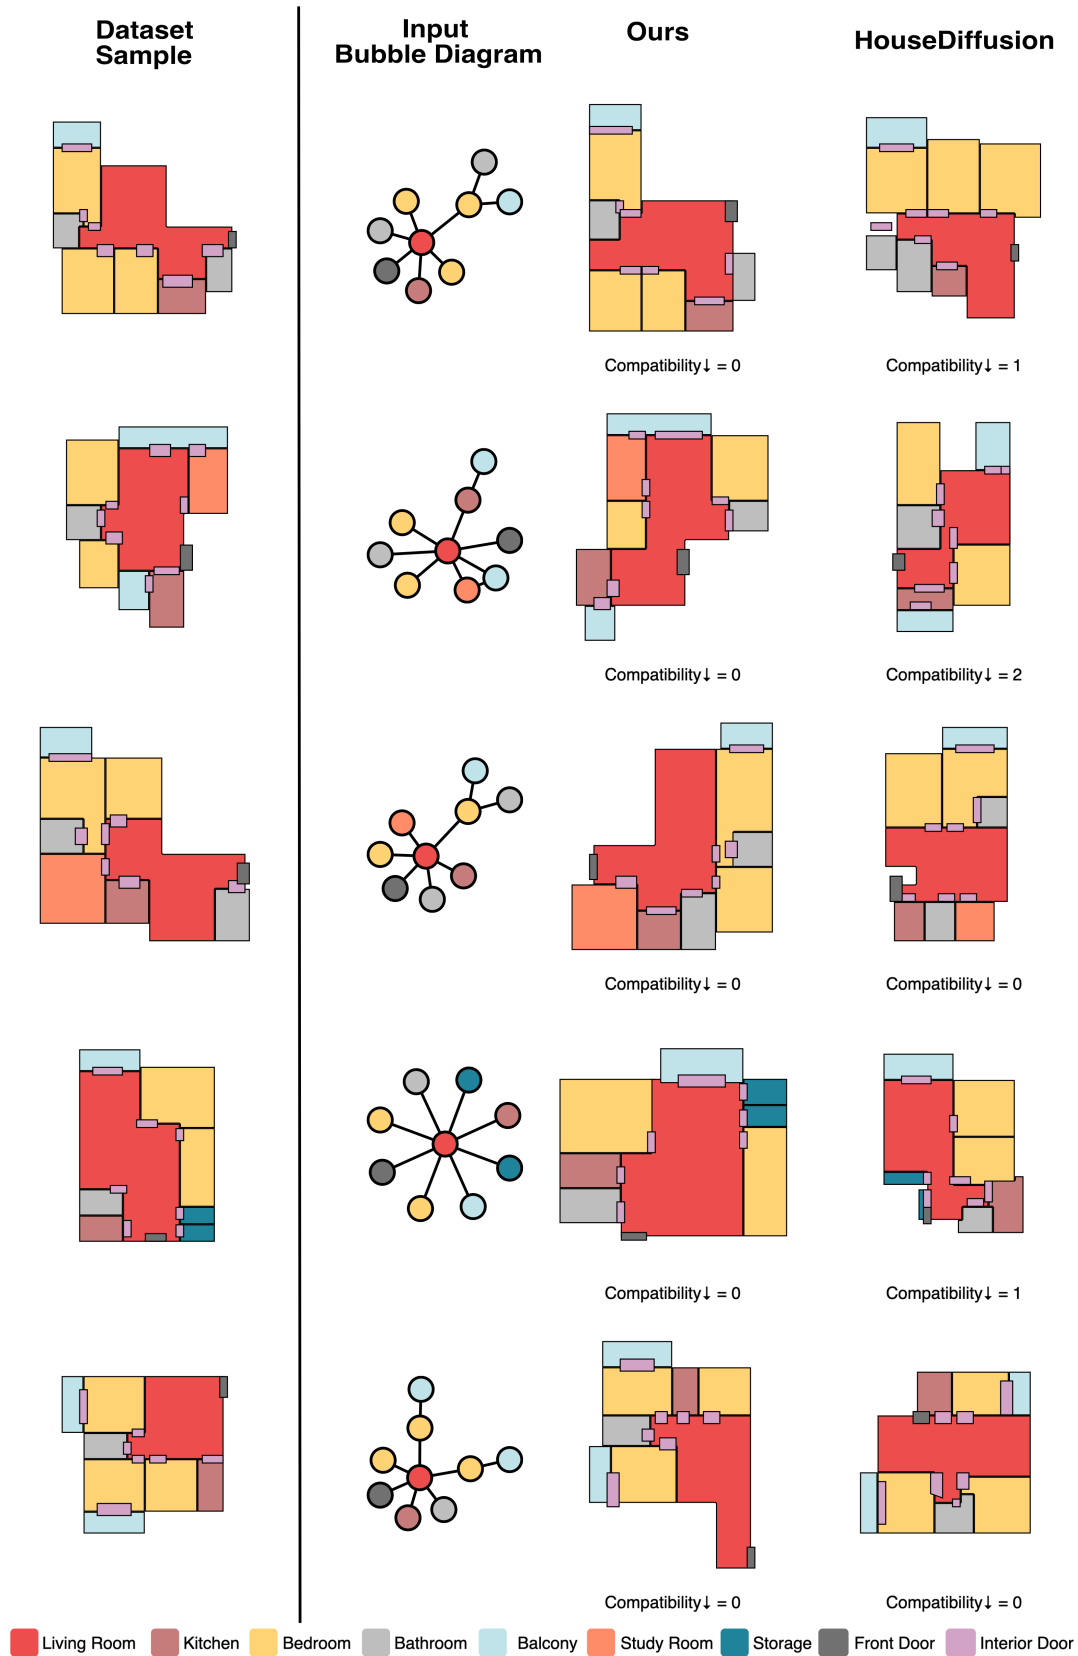 Dataset
Sample
Input
Bubble Diagram
Ours
HouseDiffusion
Compatibility↓ = 0
Compatibility↓ = 1
Compatibility↓ = 0
Compatibility↓ = 2
Compatibility↓ = 0
Compatibility↓ = 0
Compatibility↓ = 0
Compatibility↓ = 1
Compatibility↓ = 0
Compatibility↓ = 0
Living Room
Kitchen
Bedroom
Bathroom
Balcony
Study Room
Storage
Front Door
Interior Door